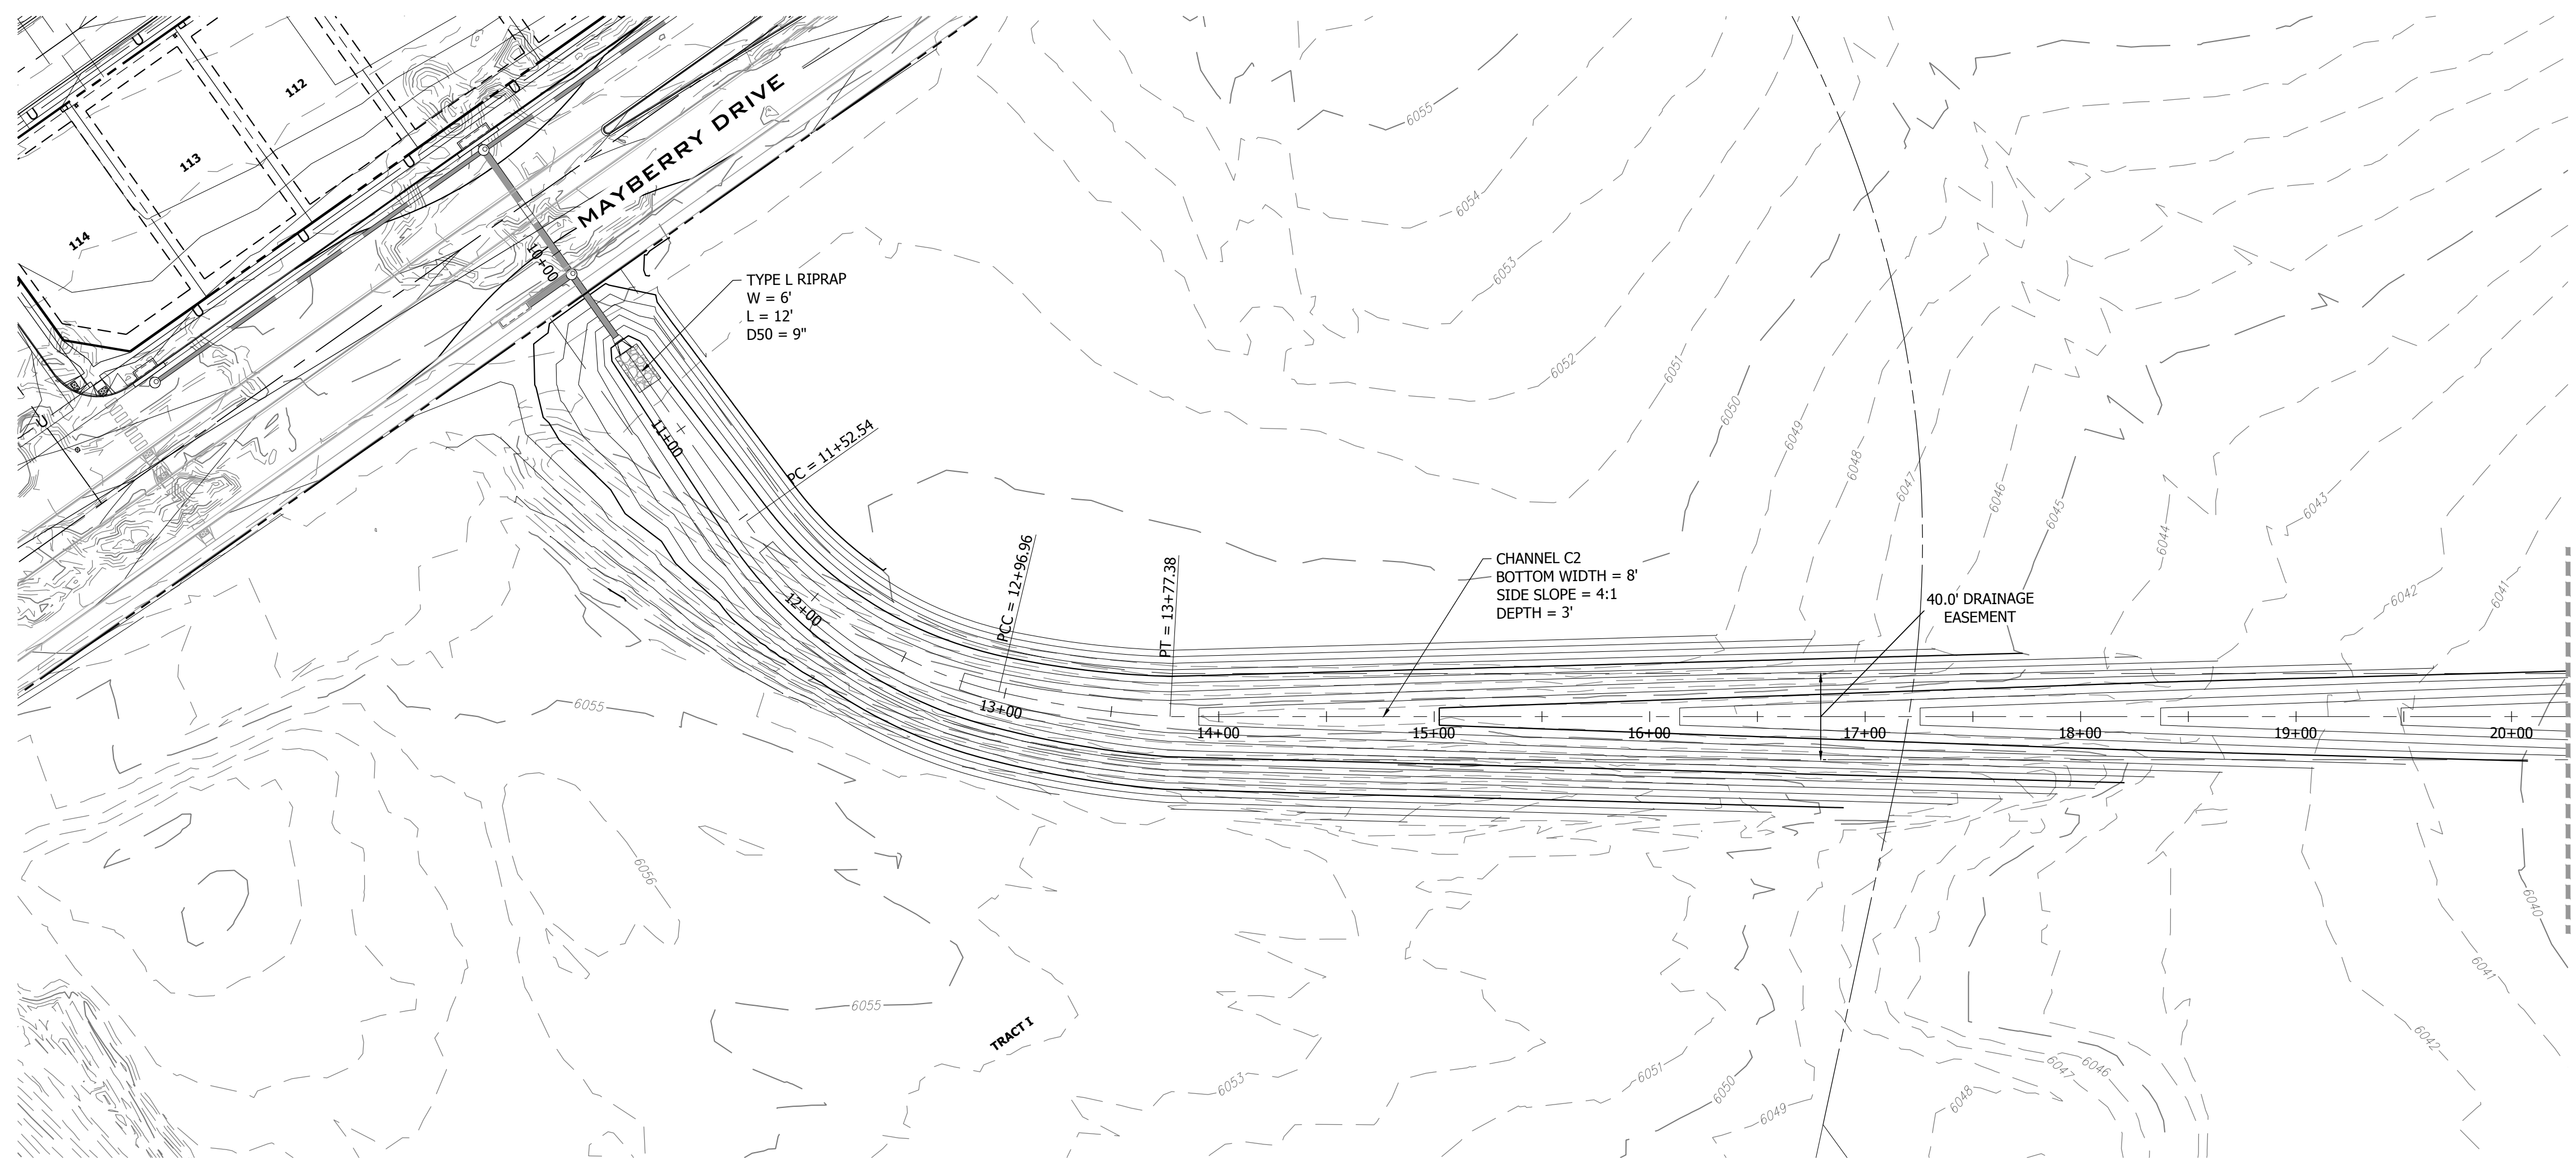 112
113
114
MAYBERRY DRIVE
10+00
TYPE L RIPRAP
W = 6'
L = 12'
D50 = 9"
11+00
PC = 11+52.54
12+00
PCC = 12+96.96
13+00
PT = 13+77.38
CHANNEL C2
BOTTOM WIDTH = 8'
SIDE SLOPE = 4:1
DEPTH = 3'
40.0' DRAINAGE
EASEMENT
14+00
15+00
16+00
17+00
18+00
19+00
20+00
6055
6054
6053
6052
6051
6050
6049
6048
6047
6046
6045
6044
6043
6042
6041
6055
6056
6055
TRACT I
6053
6051
6050
6049
6048
6047
6046
6042
6041
6040